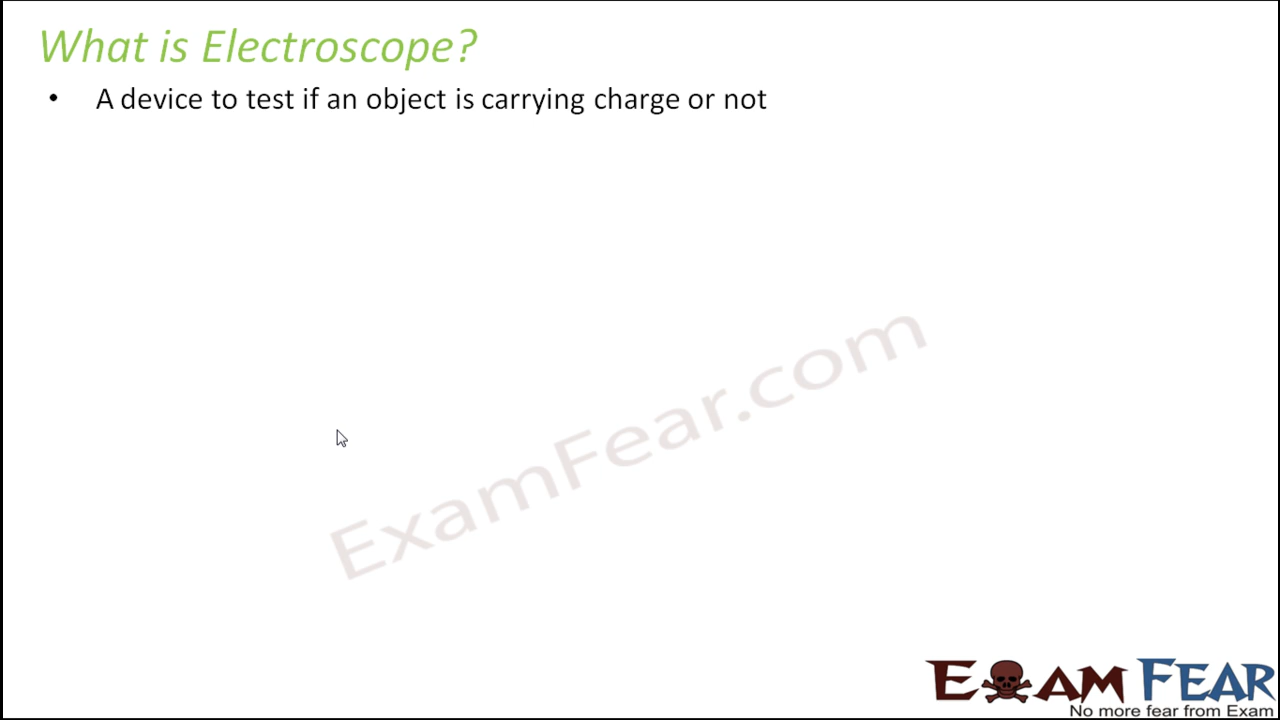 What is Electroscope?
• A device to test if an object is carrying charge or not
ExamFear.com
EXAM FEAR
No more fear from Exam